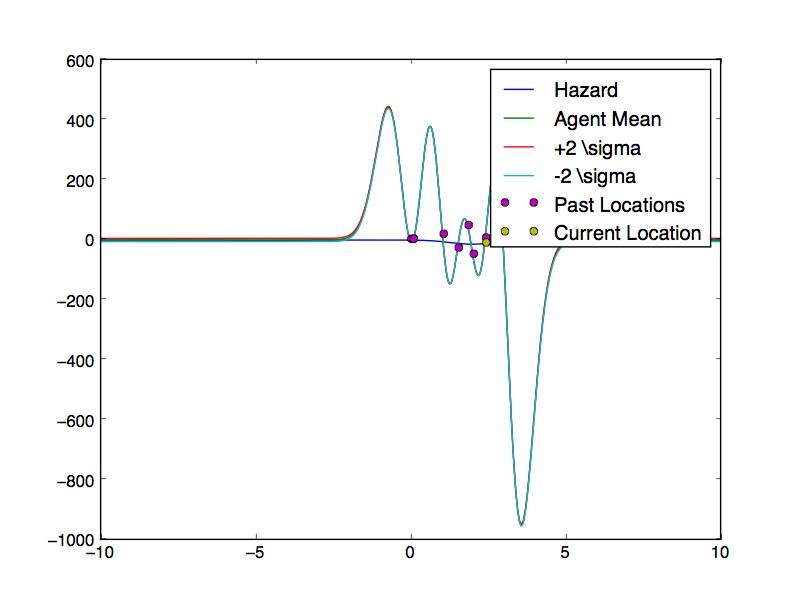 600
400
200
0
−200
−400
−600
−800
−1000
−10
−5
0
5
10
Hazard
Agent Mean
+2 \sigma
-2 \sigma
Past Locations
Current Location